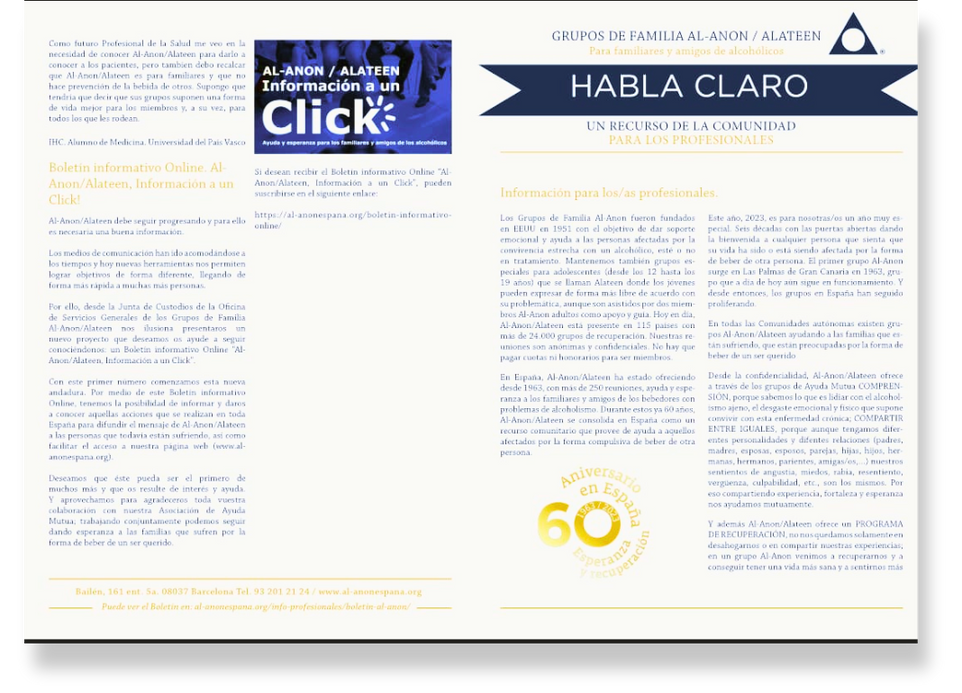 Como futuro Profesional de la Salud me veo en la
necesidad de conocer Al-Anon/Alateen para darlo a
conocer a los pacientes, pero tambien debo recalcar
que Al-Anon/Alateen es para familiares y que no
hace prevención de la bebida de otros. Supongo que
tendria que decir que sus grupos suponen una forma
de vida mejor para los miembros y, a su vez, para
todos los que les rodean.
IHC. Alumno de Medicina. Universidad del País Vasco
Boletin informativo Online. Al-
Anon/Alateen, Información a un
Click!
Al-Anon/Alateen debe seguir progresando y para ello
es necesaria una buena información.
Los medios de comunicación han ido acomodándose a
los tiempos y hoy nuevas herramientas nos permiten
lograr objetivos de forma diferente, llegando de
forma más rápida a muchas más personas.
Por ello, desde la Junta de Custodios de la Oficina
de Servicios Generales de los Grupos de Familia
Al-Anon/Alateen nos ilusiona presentaros un
nuevo proyecto que deseamos os ayude a seguir
conociéndonos: un Boletin informativo Online "Al-
Anon/Alateen, Información a un Click".
Con este primer número comenzamos esta nueva
andadura. Por medio de este Boletin informativo
Online, tenemos la posibilidad de informar y daros
a conocer aquellas acciones que se realizan en toda
España para difundir el mensaje de Al-Anon/Alateen
a las personas que todavía están sufriendo, así como
facilitar el acceso a nuestra página web (www.al-
anonespana.org).
Deseamos que éste pueda ser el primero de
muchos más y que os resulte de interés y ayuda.
Y aprovechamos para agradeceros toda vuestra
colaboración con nuestra Asociación de Ayuda
Mutua; trabajando conjuntamente podemos seguir
dando esperanza a las familias que sufren por la
forma de beber de un ser querido.
AL-ANON / ALATEEN
Información a un
Click
Ayuda y esperanza para los familiares y amigos de los alcohólicos
Si desean recibir el Boletin informativo Online "Al-
Anon/Alateen, Información a un Click", pueden
suscribirse en el siguiente enlace:
https://al-anonespana.org/boletin-informativo-
online/
Bailén, 161 ent. 5a. 08037 Barcelona Tel. 93 201 21 24 / www.al-anonespana.org
Puede ver el Boletín en: al-anonespana.org/info-profesionales/boletin-al-anon/
GRUPOS DE FAMILIA AL-ANON / ALATEEN
Para familiares y amigos de alcohólicos
®
HABLA CLARO
UN RECURSO DE LA COMUNIDAD
PARA LOS PROFESIONALES
Información para los/as profesionales.
Los Grupos de Familia Al-Anon fueron fundados
en EEUU en 1951 con el objetivo de dar soporte
emocional y ayuda a las personas afectadas por la
convivencia estrecha con un alcohólico, esté o no
en tratamiento. Mantenemos también grupos es-
peciales para adolescentes (desde los 12 hasta los
19 años) que se llaman Alateen donde los jóvenes
pueden expresar de forma más libre de acuerdo con
su problemática, aunque son asistidos por dos miem-
bros Al-Anon adultos como apoyo y guía. Hoy en día,
Al-Anon/Alateen está presente en 115 países con
más de 24.000 grupos de recuperación. Nuestras re-
uniones son anónimas y confidenciales. No hay que
pagar cuotas ni honorarios para ser miembros.
En España, Al-Anon/Alateen ha estado ofreciendo
desde 1963, con mas de 250 reuniones, ayuda y espe-
ranza a los familiares y amigos de los bebedores con
problemas de alcoholismo. Durante estos ya 60 años,
Al-Anon/Alateen se consolida en España como un
recurso comunitario que provee de ayuda a aquellos
afectados por la forma compulsiva de beber de otra
persona.
Aniversario
en España
60
1963 / 2023
Esperanza
y recuperación
Este año, 2023, es para nosotras/os un año muy es-
pecial. Seis décadas con las puertas abiertas dando
la bienvenida a cualquier persona que sienta que
su vida ha sido o está siendo afectada por la forma
de beber de otra persona. El primer grupo Al-Anon
surge en Las Palmas de Gran Canaria en 1963, gru-
po que a día de hoy aún sigue en funcionamiento. Y
desde entonces, los grupos en España han seguido
proliferando.
En todas las Comunidades autónomas existen gru-
pos Al-Anon/Alateen ayudando a las familias que es-
tán sufriendo, que están preocupadas por la forma de
beber de un ser querido
Desde la confidencialidad, Al-Anon/Alateen ofrece
a través de los grupos de Ayuda Mutua COMPREN-
SIÓN, porque sabemos lo que es lidiar con el alcohol-
ismo ajeno, el desgaste emocional y físico que supone
convivir con esta enfermedad crónica; COMPARTIR
ENTRE IGUALES, porque aunque tengamos difer-
entes personalidades y difentes relaciones (padres,
madres, esposas, esposos, parejas, hijas, hijos, her-
manas, hermanos, parientes, amigas/os,...) nuestros
sentientes de angustia, miedos, rabia, resentiento,
vergüenza, culpabilidad, etc., son los mismos. Por
eso compartiendo experiencia, fortaleza y esperanza
nos ayudamos mutuamente.
Y además Al-Anon/Alateen ofrece un PROGRAMA
DE RECUPERACIÓN, no nos quedamos solamente en
desahogarnos o en compartir nuestras experiencias;
en un grupo Al-Anon venimos a recuperarnos y a
conseguir tener una vida más sana y a sentirnos más